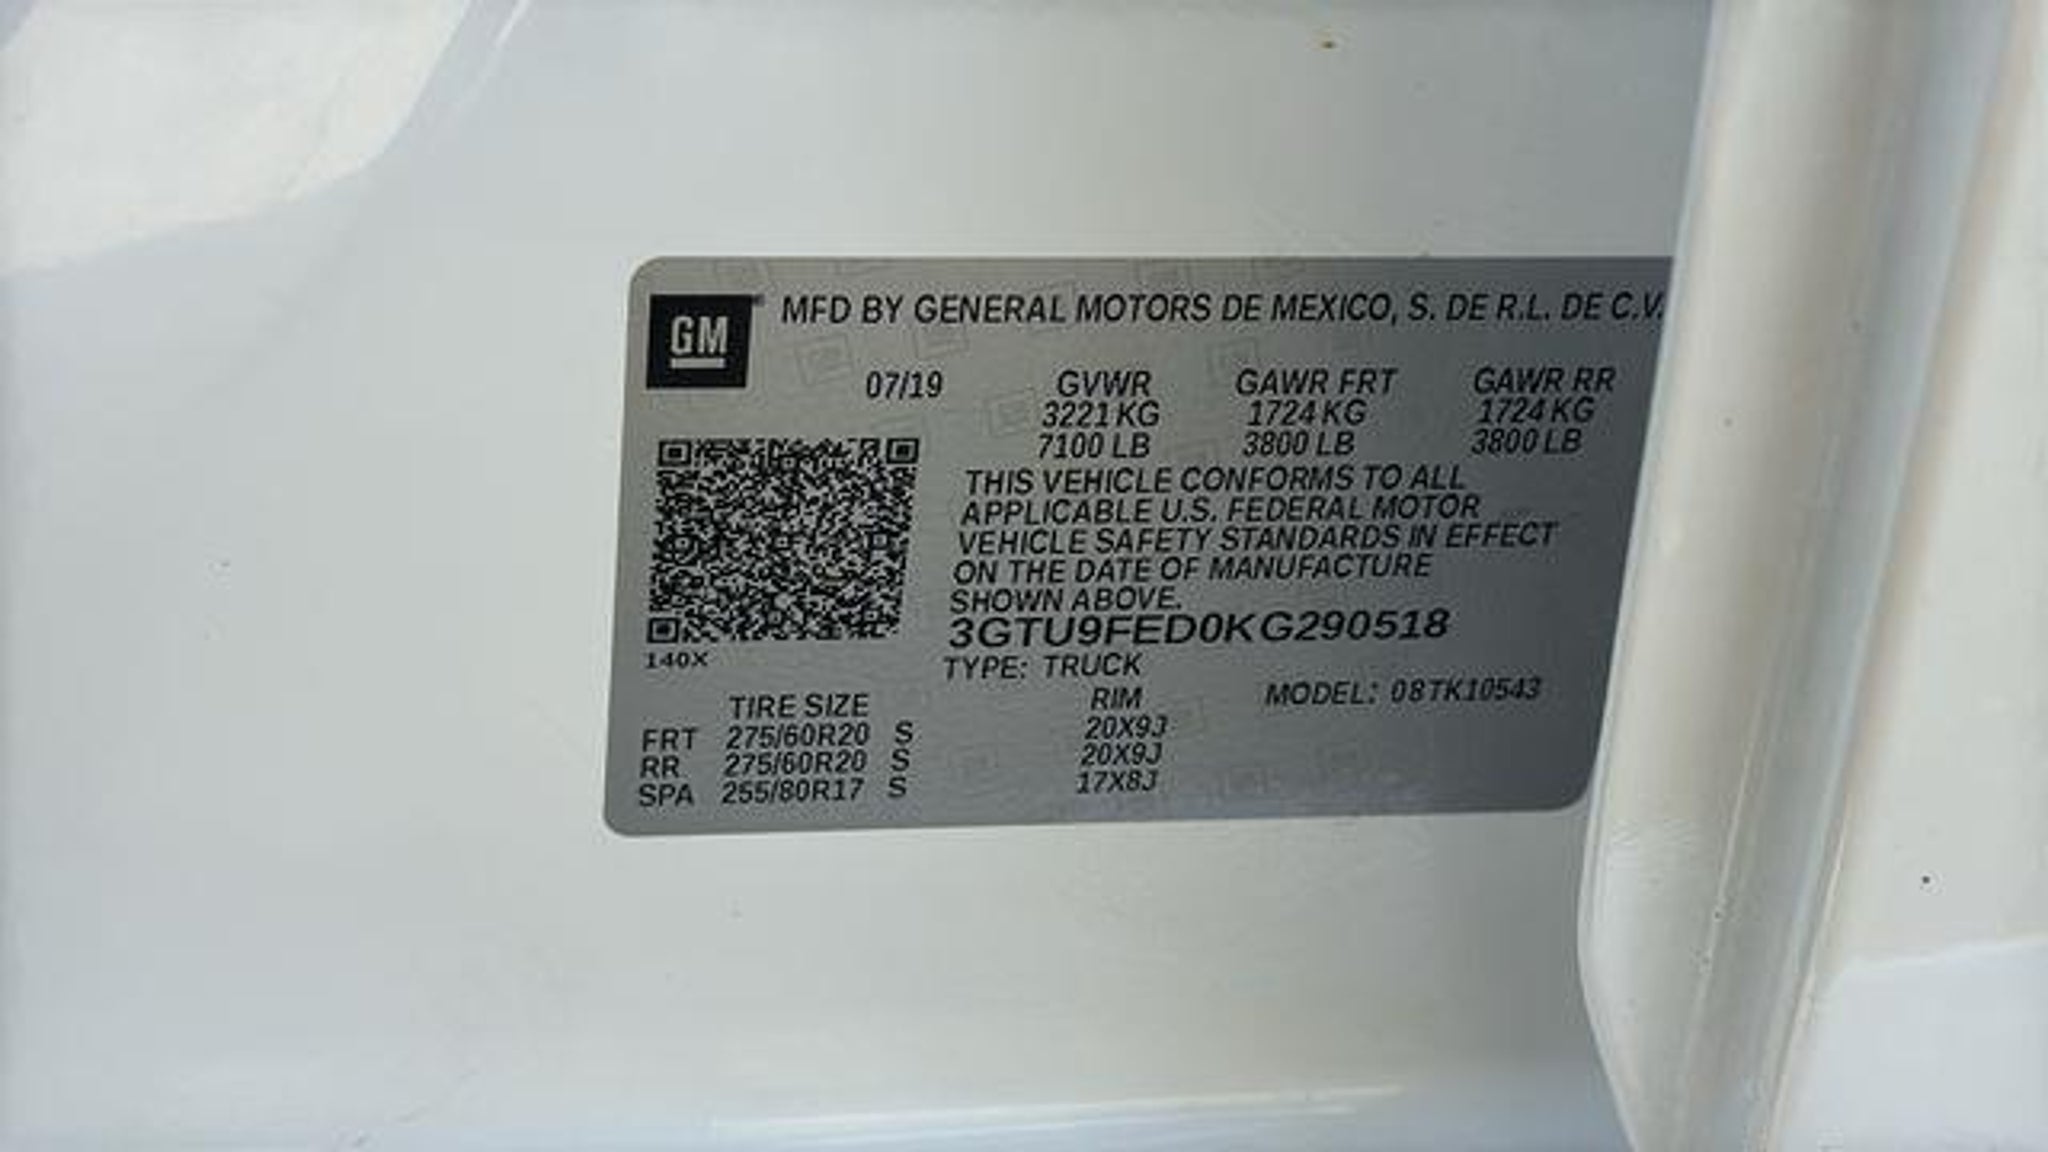 GM
MFD BY GENERAL MOTORS DE MEXICO, S. DE R.L. DE C.V.
07/19 GVWR GAWR FRT GAWR RR
3221 KG 1724 KG 1724 KG
7100 LB 3800 LB 3800 LB
THIS VEHICLE CONFORMS TO ALL
APPLICABLE U.S. FEDERAL MOTOR
VEHICLE SAFETY STANDARDS IN EFFECT
ON THE DATE OF MANUFACTURE
SHOWN ABOVE.
3GTU9FED0KG290518
140X
TYPE: TRUCK
TIRE SIZE RIM MODEL: 08TK10543
FRT 275/60R20 S 20X9J
RR 275/60R20 S 20X9J
SPA 255/80R17 S 17X8J